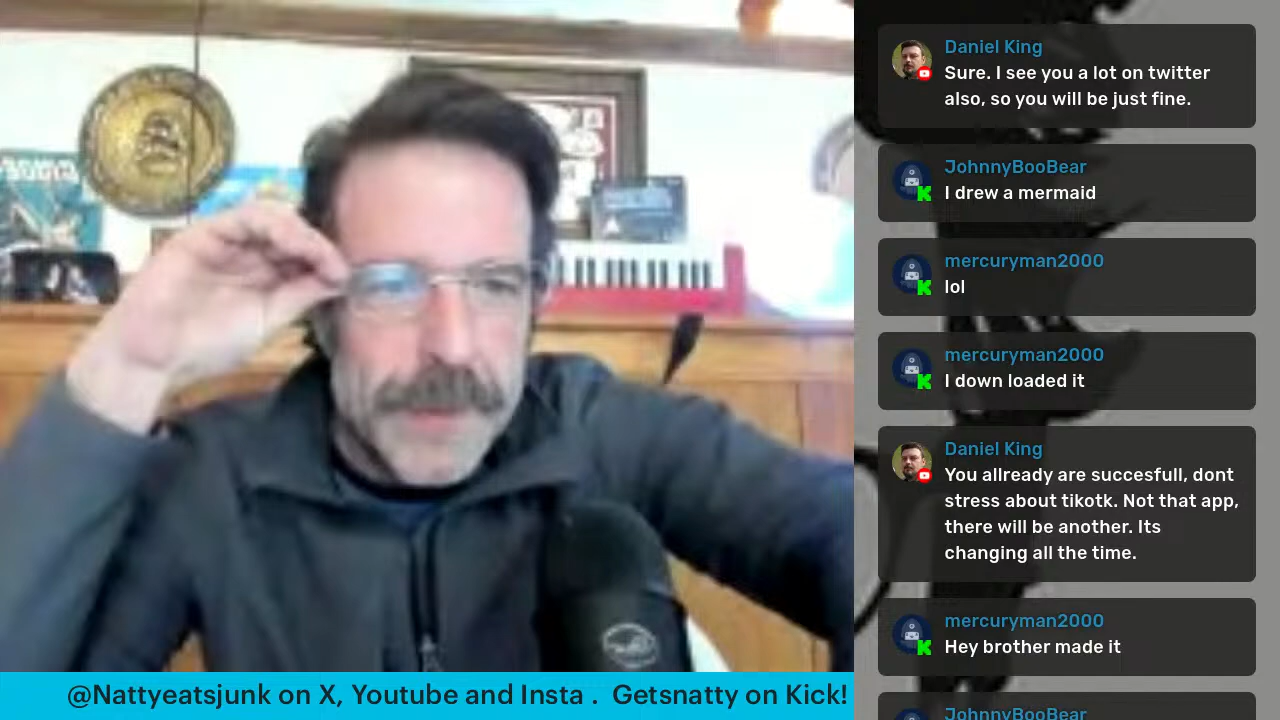 Daniel King
Sure. I see you a lot on twitter
also, so you will be just fine.
JohnnyBooBear
I drew a mermaid
mercuryman2000
lol
mercuryman2000
I down loaded it
Daniel King
You allready are succesfull, dont
stress about tikotk. Not that app,
there will be another. Its
changing all the time.
mercuryman2000
Hey brother made it
JohnnyBooBear
@Nattyeatsjunk on X, Youtube and Insta . Getsnatty on Kick!